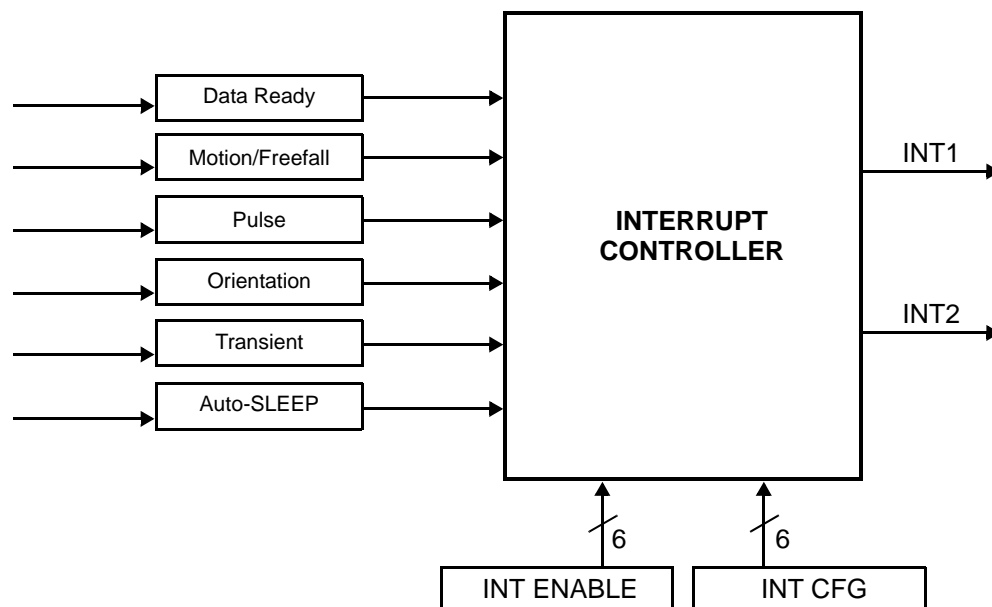 Data Ready
Motion/Freefall
Pulse
Orientation
Transient
Auto-SLEEP
INTERRUPT
CONTROLLER
INT1
INT2
6
6
INT ENABLE
INT CFG